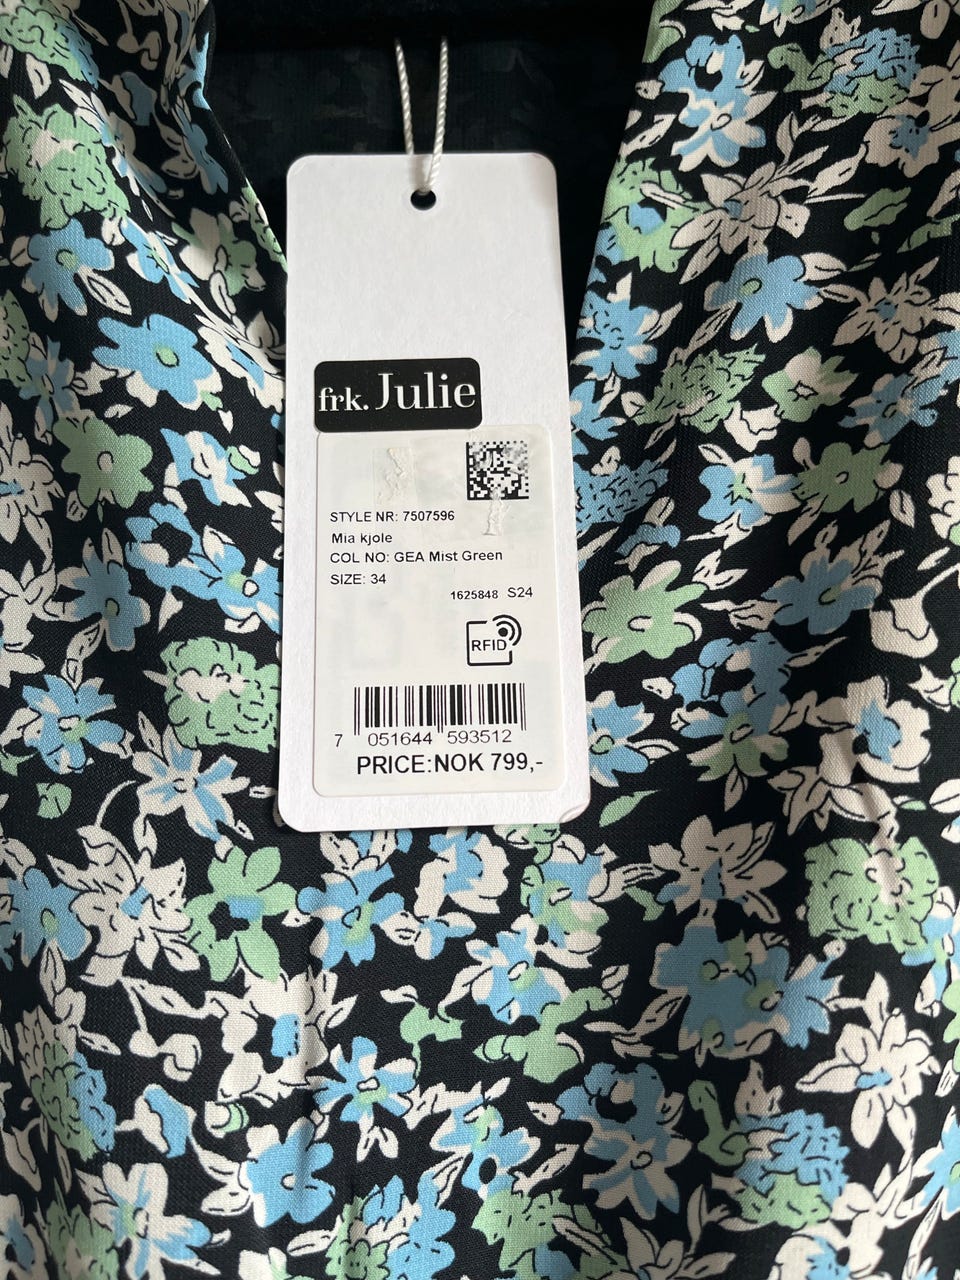 frk. Julie
STYLE NR: 7507596
Mia kjole
COL NO: GEA Mist Green
SIZE: 34
1625848 S24
RFID
7 051644 593512
PRICE:NOK 799,-